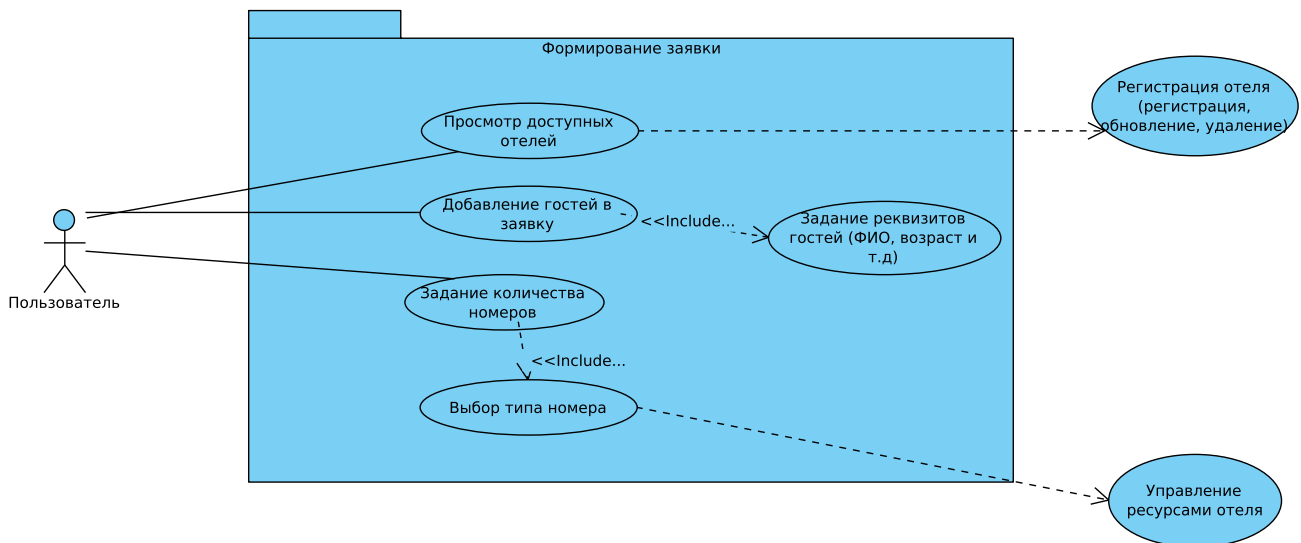 Формирование заявки
Регистрация отеля
(регистрация,
обновление, удаление)
Просмотр доступных
отелей
Добавление гостей в
заявку
<<Include...
Задание реквизитов
гостей (ФИО, возраст и
т.д)
Пользователь
Задание количества
номеров
<<Include...
Выбор типа номера
Управление
ресурсами отеля